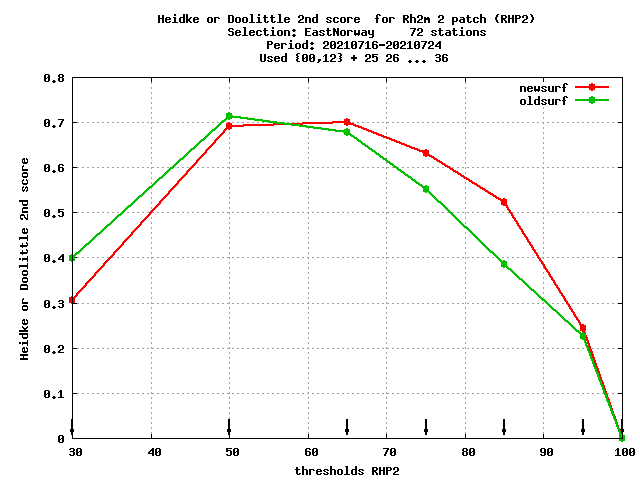 Heidke or Doolittle 2nd score  for Rh2m 2 patch (RHP2)
Selection: EastNorway     72 stations
Period: 20210716-20210724
Used {00,12} + 25 26 ... 36
newsurf
oldsurf
Heidke or Doolittle 2nd score
0.8
0.7
0.6
0.5
0.4
0.3
0.2
0.1
0
30 40 50 60 70 80 90 100
thresholds RHP2